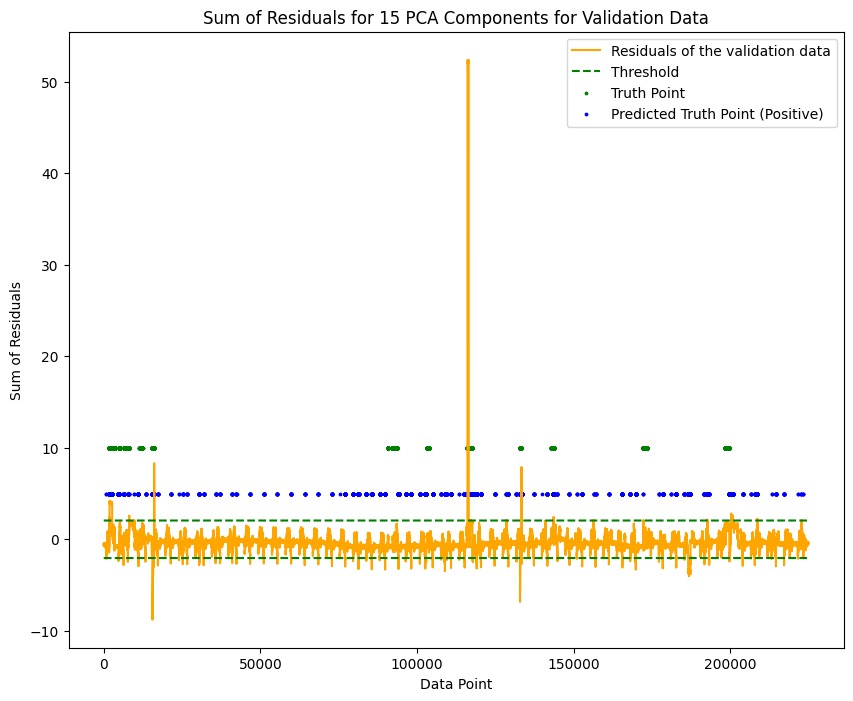 Sum of Residuals for 15 PCA Components for Validation Data
Residuals of the validation data
Threshold
Truth Point
Predicted Truth Point (Positive)
50
40
30
20
10
0
−10
Sum of Residuals
0
50000
100000
150000
200000
Data Point